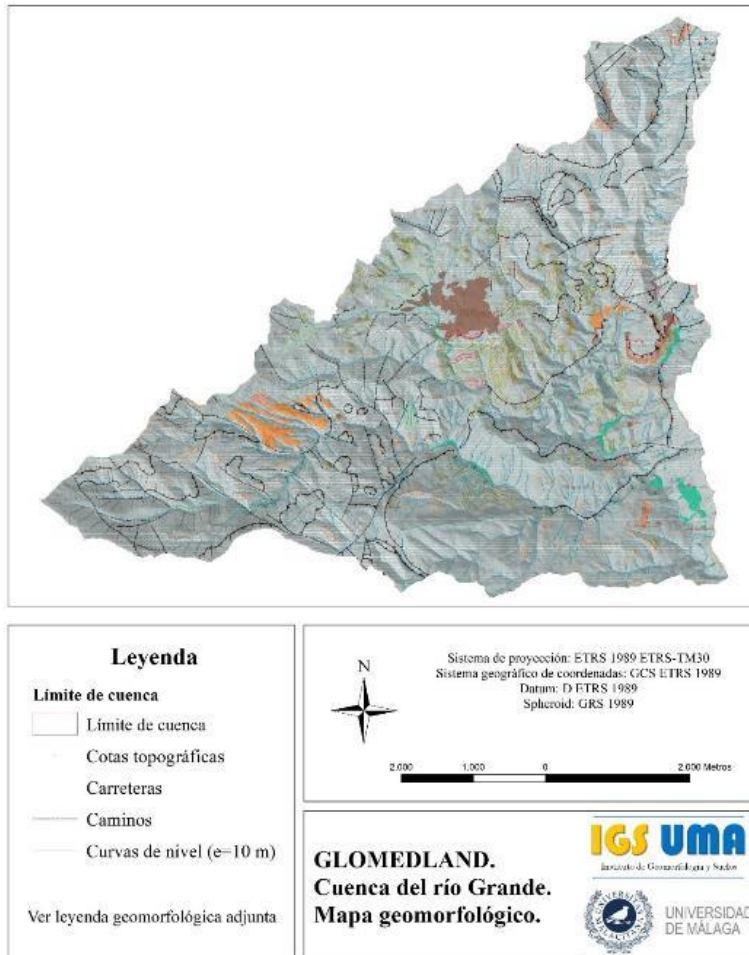 Leyenda
Límite de cuenca
Límite de cuenca
Cotas topográficas
Carreteras
Caminos
Curvas de nivel (e=10 m)
Ver leyenda geomorfológica adjunta
N
Sistema de proyección: ETRS 1989 ETRS-TM30
Sistema geográfico de coordenadas: GCS ETRS 1989
Datum: D ETRS 1989
Spheroid: GRS 1989
2.000 1.000 0 2.000 Metros
GLOMEDLAND.
Cuenca del río Grande.
Mapa geomorfológico.
IGS UMA
Instituto de Geomorfología y Suelos
UNIVERSIDAD
DE MÁLAGA